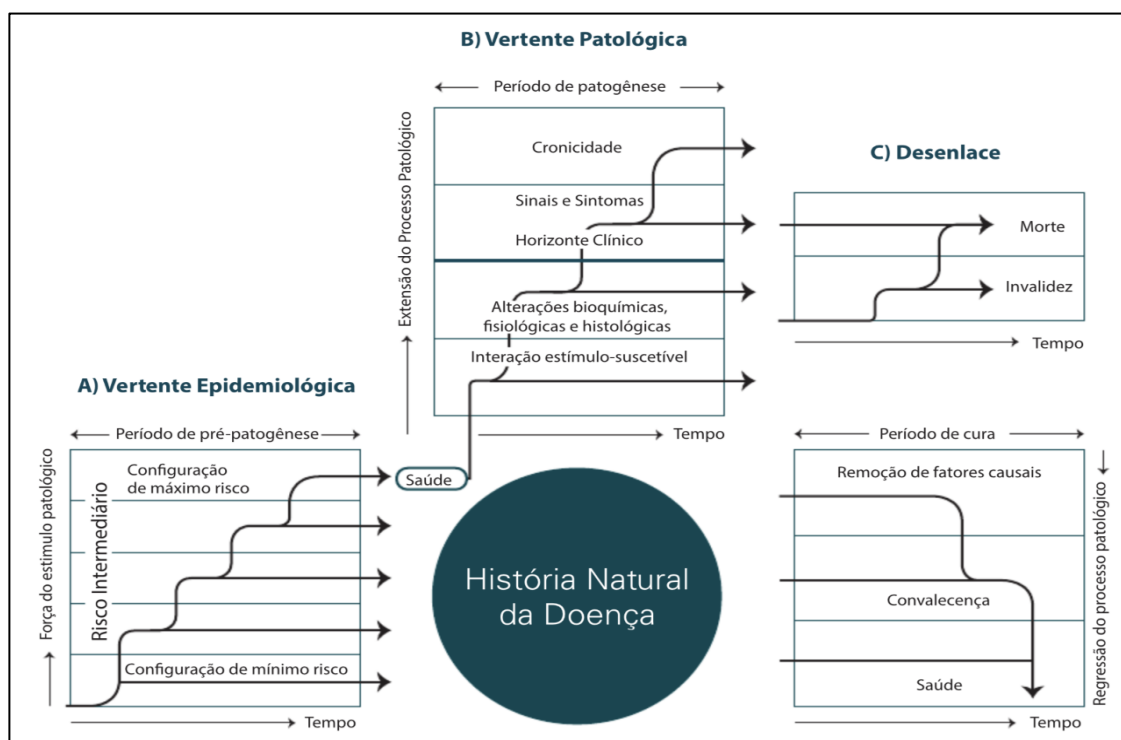 B) Vertente Patológica
Período de patogênese
Extensão do Processo Patológico
Cronicidade
Sinais e Sintomas
Horizonte Clínico
Alterações bioquímicas,
fisiológicas e histológicas
Interação estímulo-suscetível
Tempo
C) Desenlace
Morte
Invalidez
Tempo
A) Vertente Epidemiológica
Período de pré-patogênese
Força do estimulo patológico
Risco Intermediário
Configuração
de máximo risco
Configuração de mínimo risco
Tempo
Saúde
História Natural
da Doença
Período de cura
Remoção de fatores causais
Convalecença
Saúde
Regressão do processo patológico
Tempo